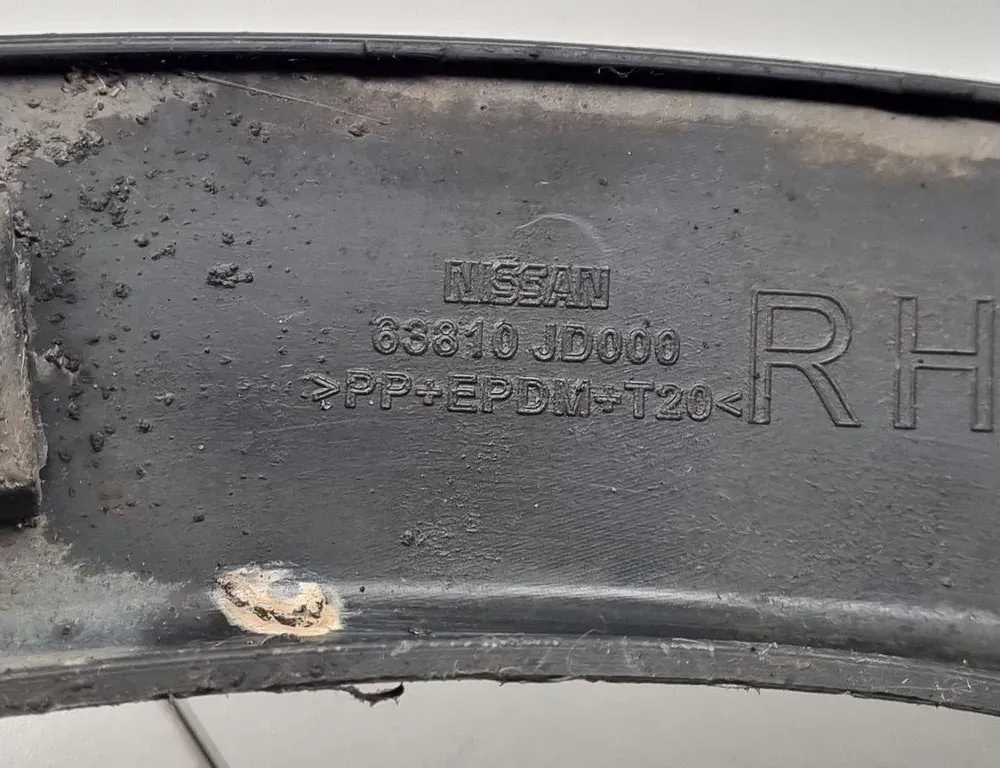 NISSAN
63810 JD000
>PP+EPDM+T20<
RH